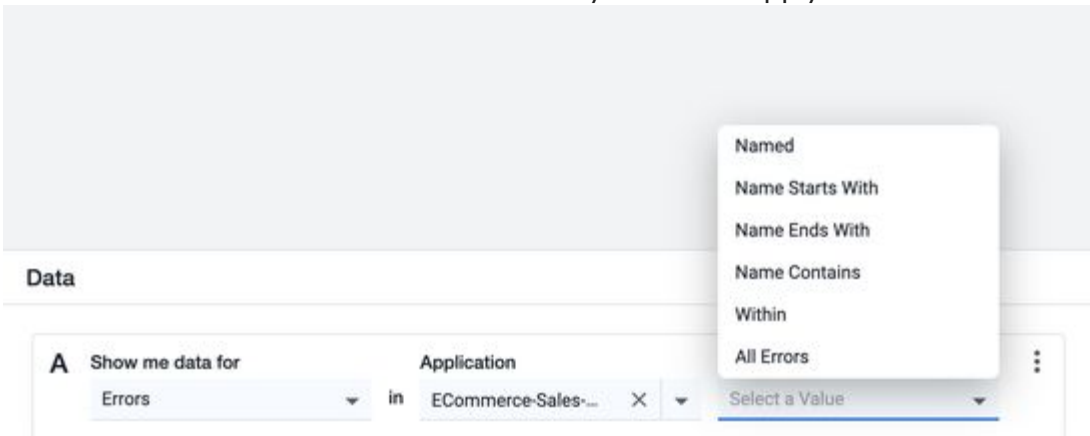 Named
Name Starts With
Name Ends With
Name Contains
Within
All Errors
Data
A Show me data for Application
Errors in ECommerce-Sales-... Select a Value